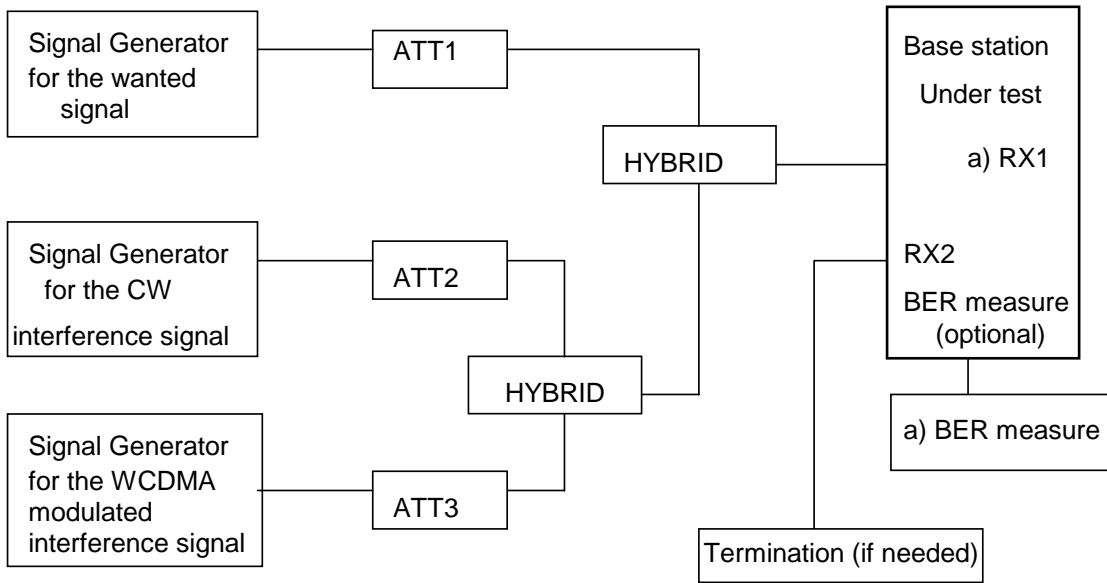 Signal Generator
for the wanted
signal
ATT1
HYBRID
Base station
Under test
a) RX1
RX2
BER measure
(optional)
Signal Generator
for the CW
interference signal
ATT2
HYBRID
a) BER measure
Signal Generator
for the WCDMA
modulated
interference signal
ATT3
Termination (if needed)